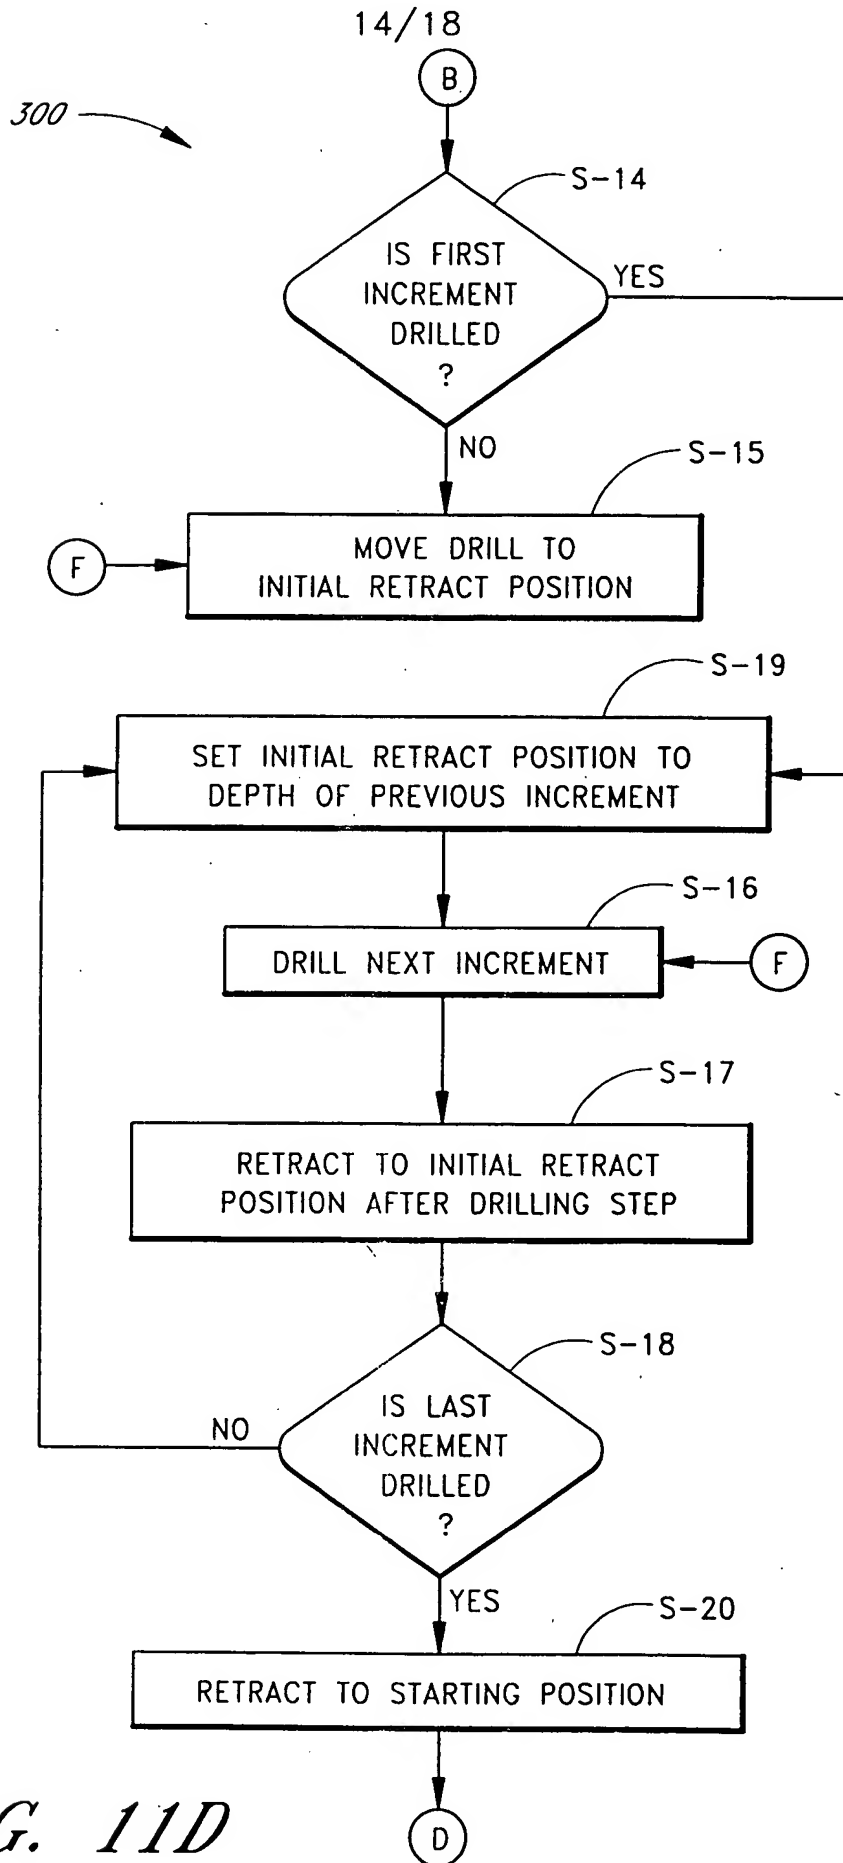 14/18
B
300
S-14
IS FIRST
INCREMENT
DRILLED
?
YES
NO
S-15
F
MOVE DRILL TO
INITIAL RETRACT POSITION
S-19
SET INITIAL RETRACT POSITION TO
DEPTH OF PREVIOUS INCREMENT
S-16
DRILL NEXT INCREMENT
F
S-17
RETRACT TO INITIAL RETRACT
POSITION AFTER DRILLING STEP
S-18
IS LAST
INCREMENT
DRILLED
?
NO
YES
S-20
RETRACT TO STARTING POSITION
G. 11D
D